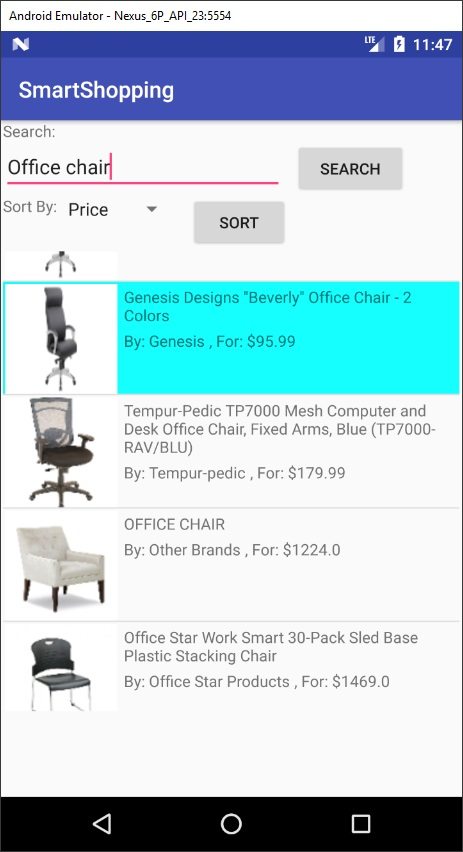 Android Emulator - Nexus_6P_API_23:5554
LTE 11:47
SmartShopping
Search:
Office chair
SEARCH
Sort By: Price
SORT
Genesis Designs "Beverly" Office Chair - 2
Colors
By: Genesis , For: $95.99
Tempur-Pedic TP7000 Mesh Computer and
Desk Office Chair, Fixed Arms, Blue (TP7000-
RAV/BLU)
By: Tempur-pedic , For: $179.99
OFFICE CHAIR
By: Other Brands , For: $1224.0
Office Star Work Smart 30-Pack Sled Base
Plastic Stacking Chair
By: Office Star Products , For: $1469.0